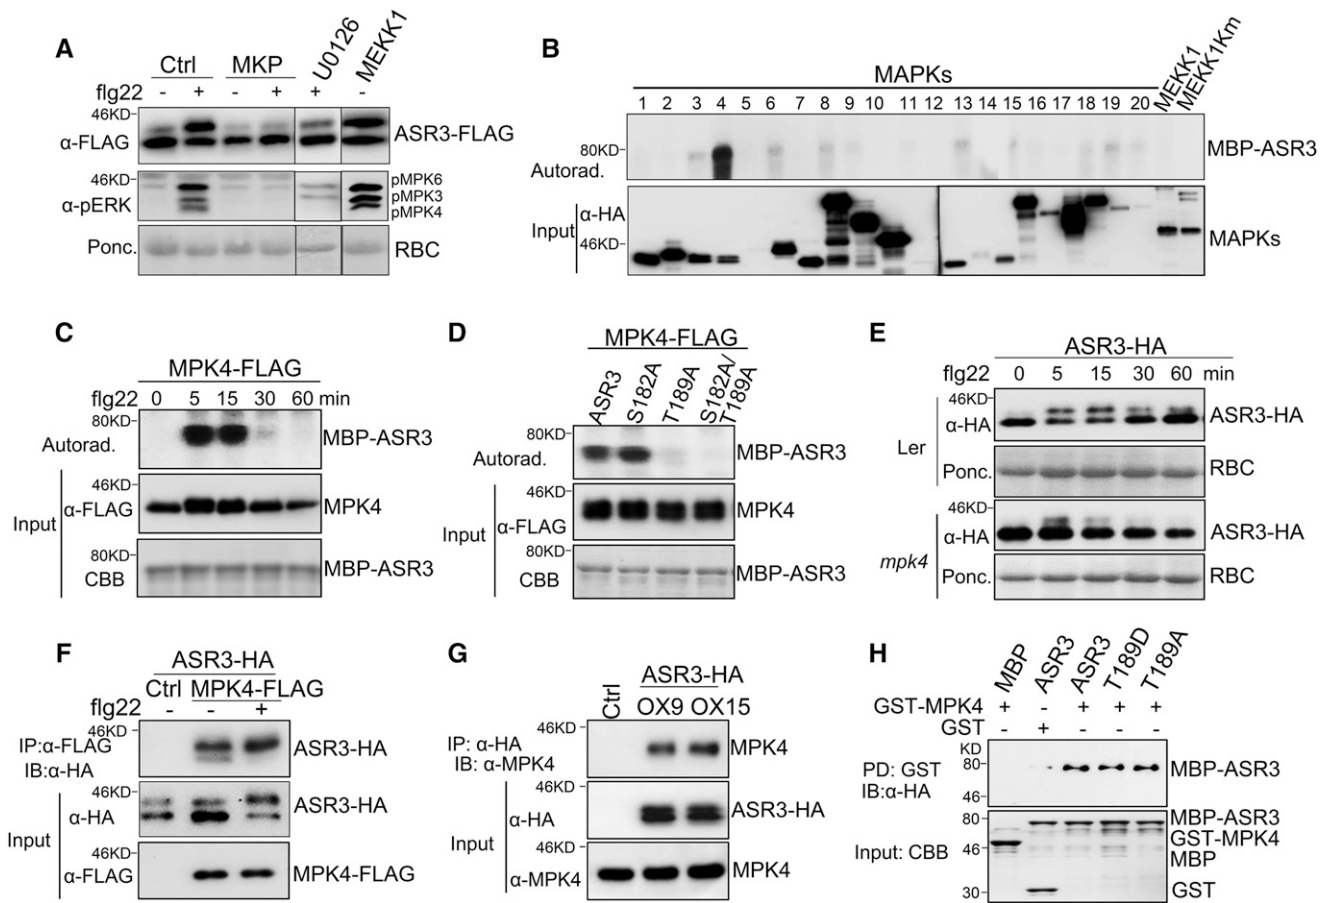 A
Ctrl MKP U0126 MEKK1
flg22 - + - + + -
46KD
α-FLAG ASR3-FLAG
46KD pMPK6
α-pERK pMPK3
pMPK4
Ponc. RBC
B
MAPKs MEKK1 MEKK1Km
1 2 3 4 5 6 7 8 9 10 11 12 13 14 15 16 17 18 19 20
80KD MBP-ASR3
Autorad.
Input α-HA
46KD MAPKs
C
MPK4-FLAG
flg22 0 5 15 30 60 min
80KD
Autorad. MBP-ASR3
46KD
Input α-FLAG MPK4
80KD
CBB MBP-ASR3
D
MPK4-FLAG
ASR3 S182A T189A S182A/T189A
80KD
Autorad. MBP-ASR3
46KD
Input α-FLAG MPK4
80KD
CBB MBP-ASR3
E
ASR3-HA
flg22 0 5 15 30 60 min
46KD
Ler α-HA ASR3-HA
Ponc. RBC
46KD
mpk4 α-HA ASR3-HA
Ponc. RBC
F
ASR3-HA
Ctrl MPK4-FLAG
flg22 - - +
46KD
IP:α-FLAG ASR3-HA
IB:α-HA
46KD
Input α-HA ASR3-HA
46KD
α-FLAG MPK4-FLAG
G
ASR3-HA
Ctrl OX9 OX15
46KD
IP: α-HA MPK4
IB: α-MPK4
46KD
Input α-HA ASR3-HA
46KD
α-MPK4 MPK4
H
MBP ASR3 ASR3 T189D T189A
GST-MPK4 + - + + +
GST - + - - -
KD
80
PD: GST MBP-ASR3
IB:α-HA
46
80 MBP-ASR3
GST-MPK4
Input: CBB 46
MBP
30 GST